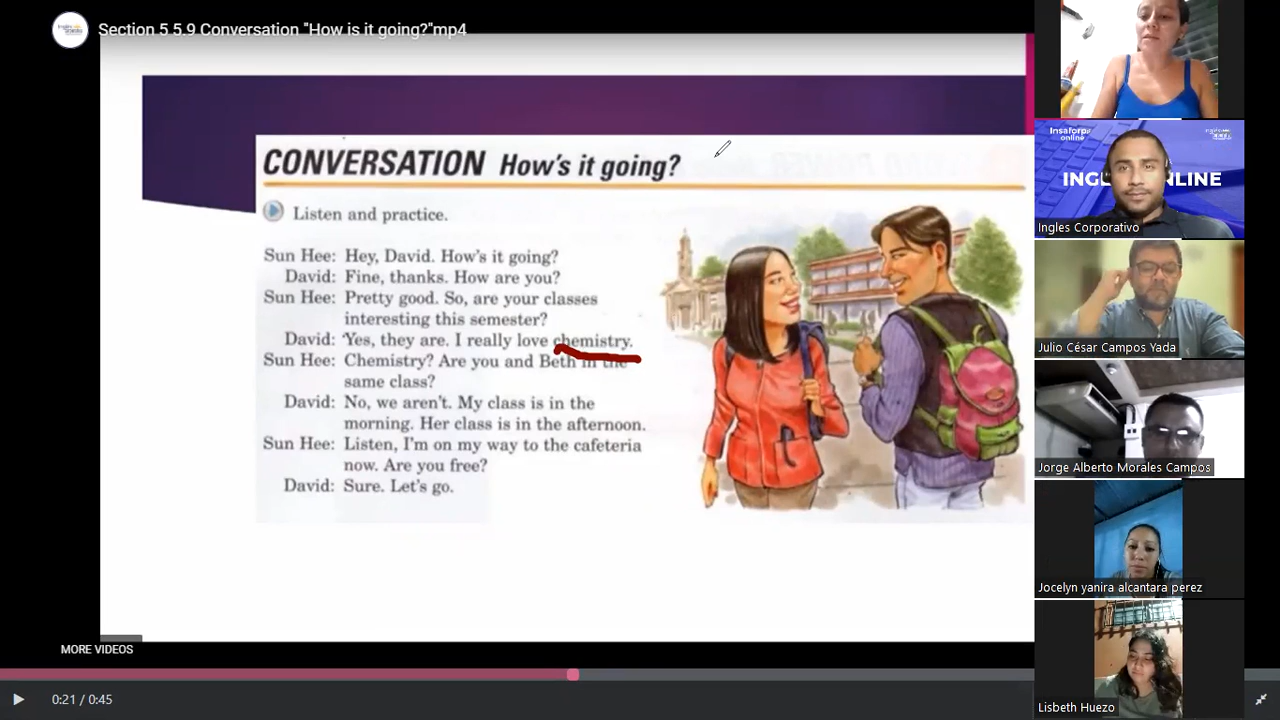 Section 5 5.9 Conversation "How is it going?"mp4
CONVERSATION How's it going?
Listen and practice.
Sun Hee: Hey, David. How's it going?
David: Fine, thanks. How are you?
Sun Hee: Pretty good. So, are your classes
interesting this semester?
David: Yes, they are. I really love chemistry.
Sun Hee: Chemistry? Are you and Beth in the
same class?
David: No, we aren't. My class is in the
morning. Her class is in the afternoon.
Sun Hee: Listen, I'm on my way to the cafeteria
now. Are you free?
David: Sure. Let's go.
MORE VIDEOS
0:21 / 0:45
Insaforp
online
Ingles Corporativo
Julio César Campos Yada
Jorge Alberto Morales Campos
Jocelyn yanira alcantara perez
Lisbeth Huezo